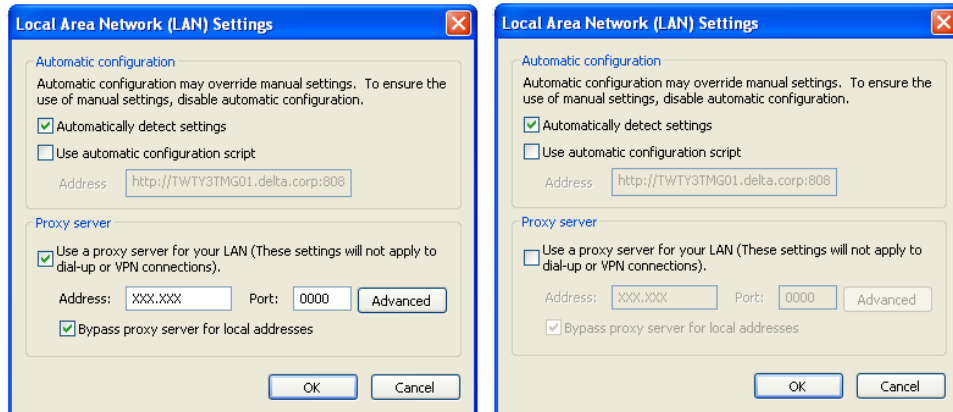 Local Area Network (LAN) Settings
Automatic configuration
Automatic configuration may override manual settings. To ensure the
use of manual settings, disable automatic configuration.
Automatically detect settings
Use automatic configuration script
Address http://TWTY3TMG01.delta.corp:808
Proxy server
Use a proxy server for your LAN (These settings will not apply to
dial-up or VPN connections).
Address: XXX.XXX Port: 0000 Advanced
Bypass proxy server for local addresses
OK Cancel
Local Area Network (LAN) Settings
Automatic configuration
Automatic configuration may override manual settings. To ensure the
use of manual settings, disable automatic configuration.
Automatically detect settings
Use automatic configuration script
Address http://TWTY3TMG01.delta.corp:808
Proxy server
Use a proxy server for your LAN (These settings will not apply to
dial-up or VPN connections).
Address: XXX.XXX Port: 0000 Advanced
Bypass proxy server for local addresses
OK Cancel